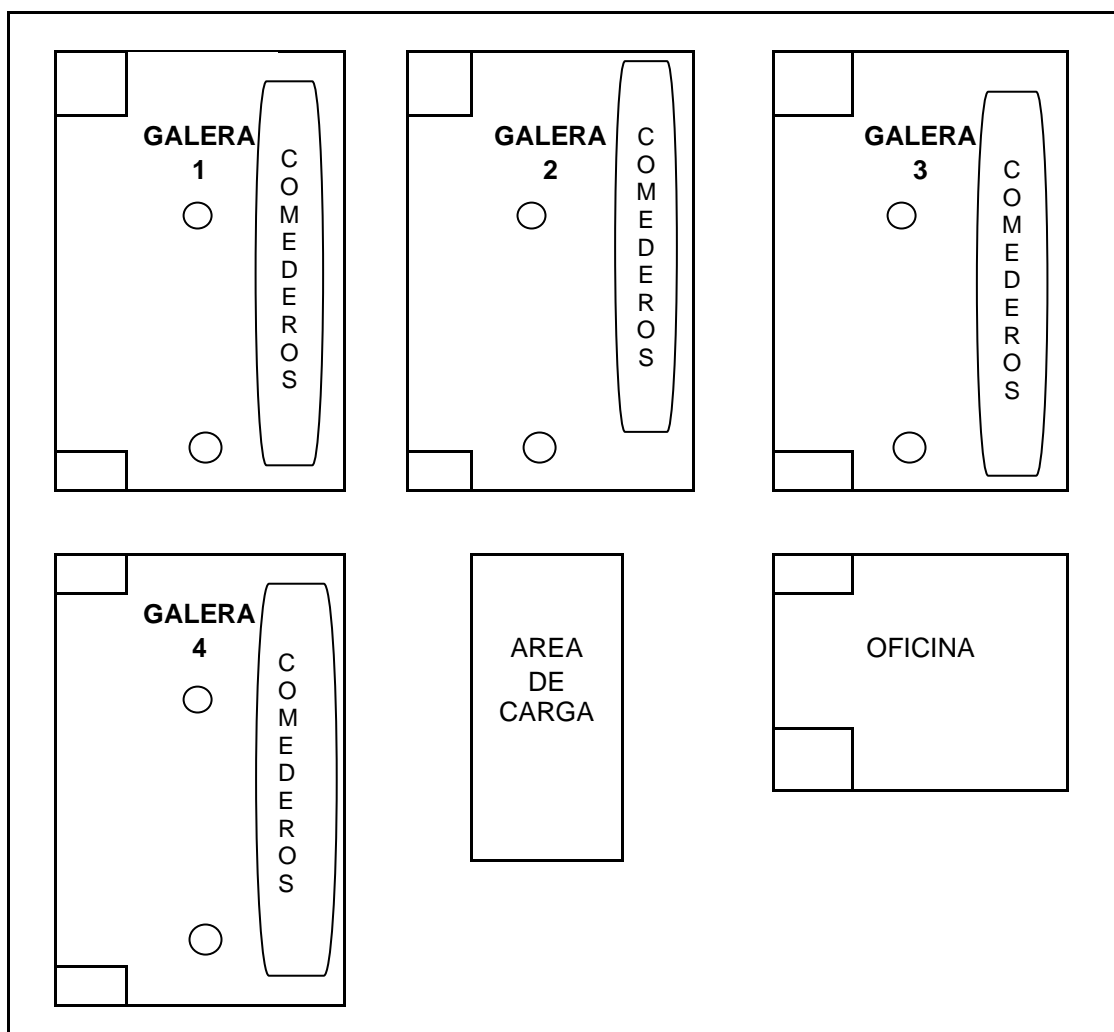 GALERA
1
COMEDEROS
GALERA
2
COMEDEROS
GALERA
3
COMEDEROS
GALERA
4
COMEDEROS
AREA
DE
CARGA
OFICINA